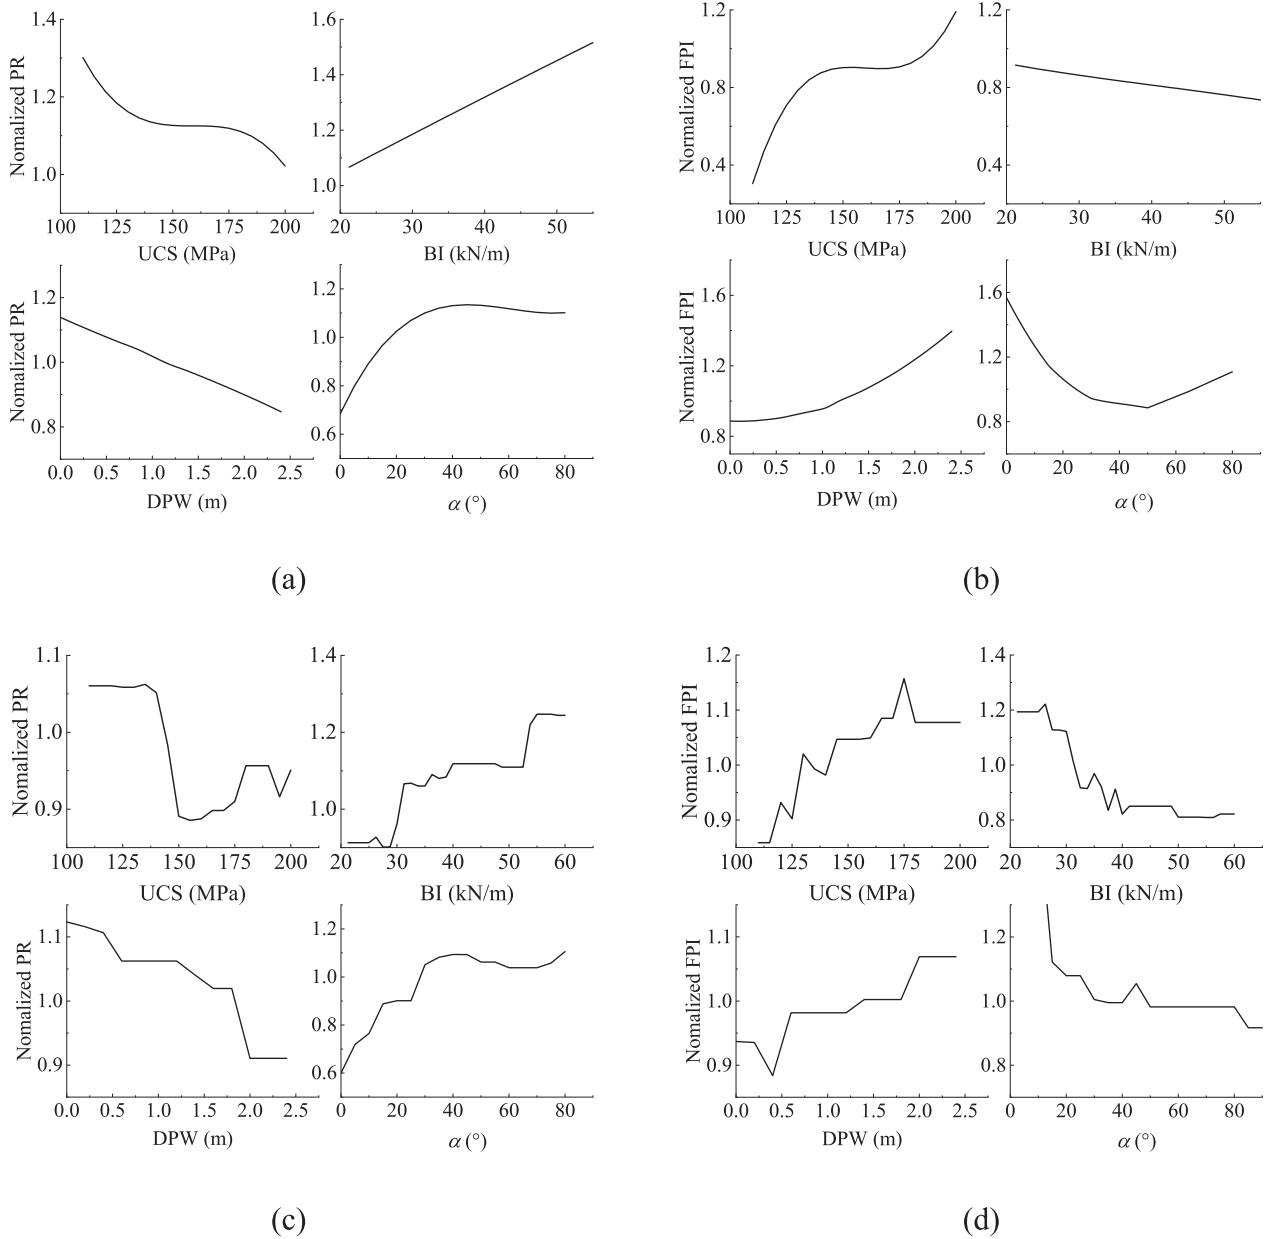 1.4
1.2
1.0
Nomalized PR
100 125 150 175 200
UCS (MPa)
1.6
1.4
1.2
1.0
20 30 40 50
BI (kN/m)
1.2
0.8
0.4
Normalized FPI
100 125 150 175 200
UCS (MPa)
1.2
0.8
0.4
20 30 40 50
BI (kN/m)
1.2
1.0
0.8
Nomalized PR
0.0 0.5 1.0 1.5 2.0 2.5
DPW (m)
1.2
1.0
0.8
0.6
0 20 40 60 80
α (°)
1.6
1.2
0.8
Normalized FPI
0.0 0.5 1.0 1.5 2.0 2.5
DPW (m)
1.6
1.2
0.8
0 20 40 60 80
α (°)
(a)
(b)
1.1
1.0
0.9
Nomalized PR
100 125 150 175 200
UCS (MPa)
1.4
1.2
1.0
20 30 40 50 60
BI (kN/m)
1.2
1.1
1.0
0.9
Nomalized FPI
100 125 150 175 200
UCS (MPa)
1.4
1.2
1.0
0.8
20 30 40 50 60
BI (kN/m)
1.1
1.0
0.9
Nomalized PR
0.0 0.5 1.0 1.5 2.0 2.5
DPW (m)
1.2
1.0
0.8
0.6
0 20 40 60 80
α (°)
1.1
1.0
0.9
Nomalized FPI
0.0 0.5 1.0 1.5 2.0 2.5
DPW (m)
1.2
1.0
0.8
0 20 40 60 80
α (°)
(c)
(d)